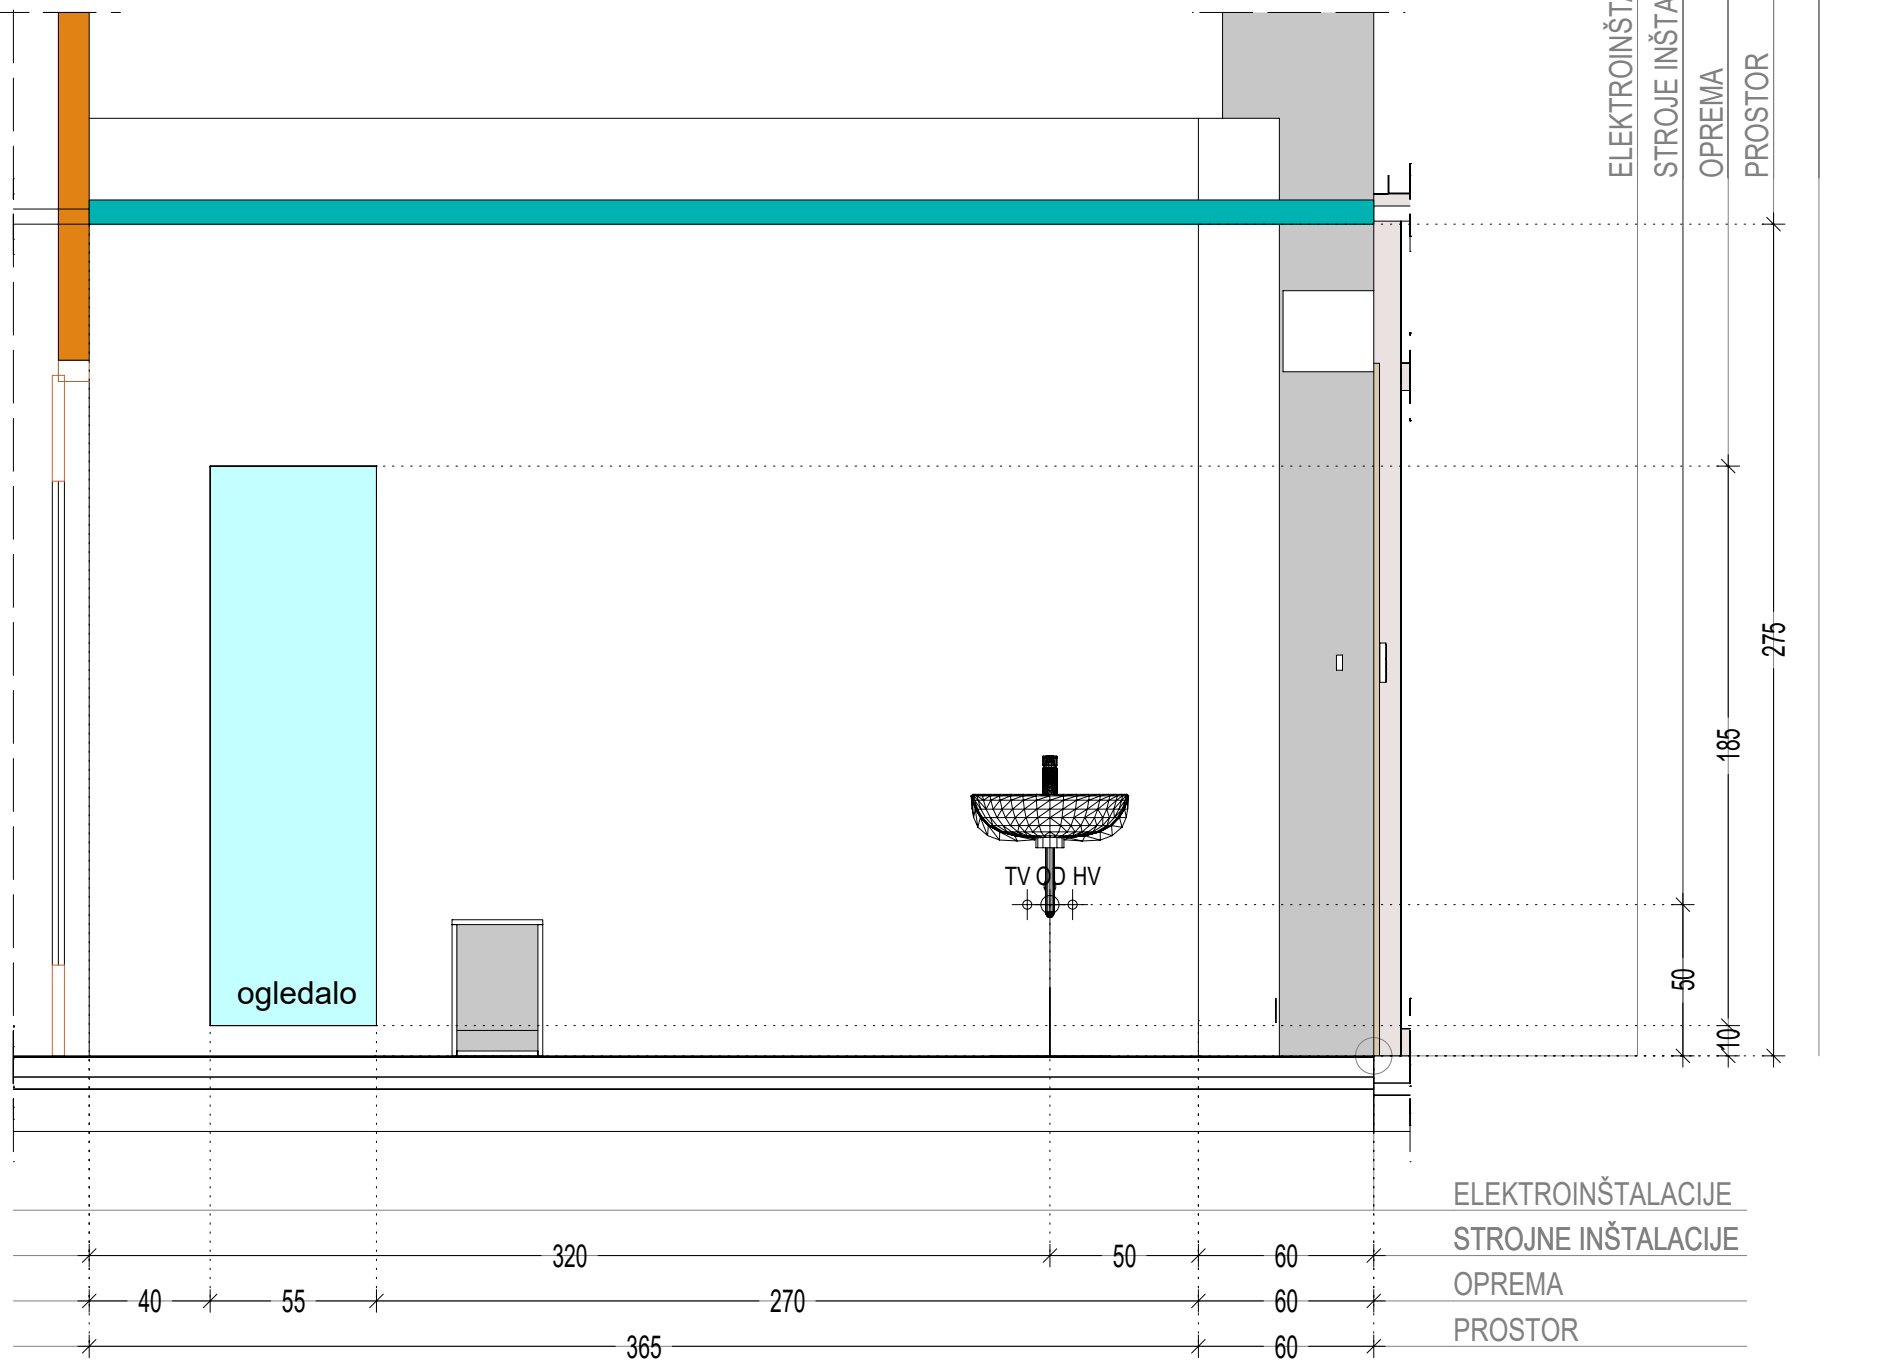 ELEKTROINŠTA
STROJE INŠTA
OPREMA
PROSTOR
275
185
TV OD HV
50
ogledalo
10
ELEKTROINŠTALACIJE
320 50 60 STROJNE INŠTALACIJE
40 55 270 60 OPREMA
365 60 PROSTOR